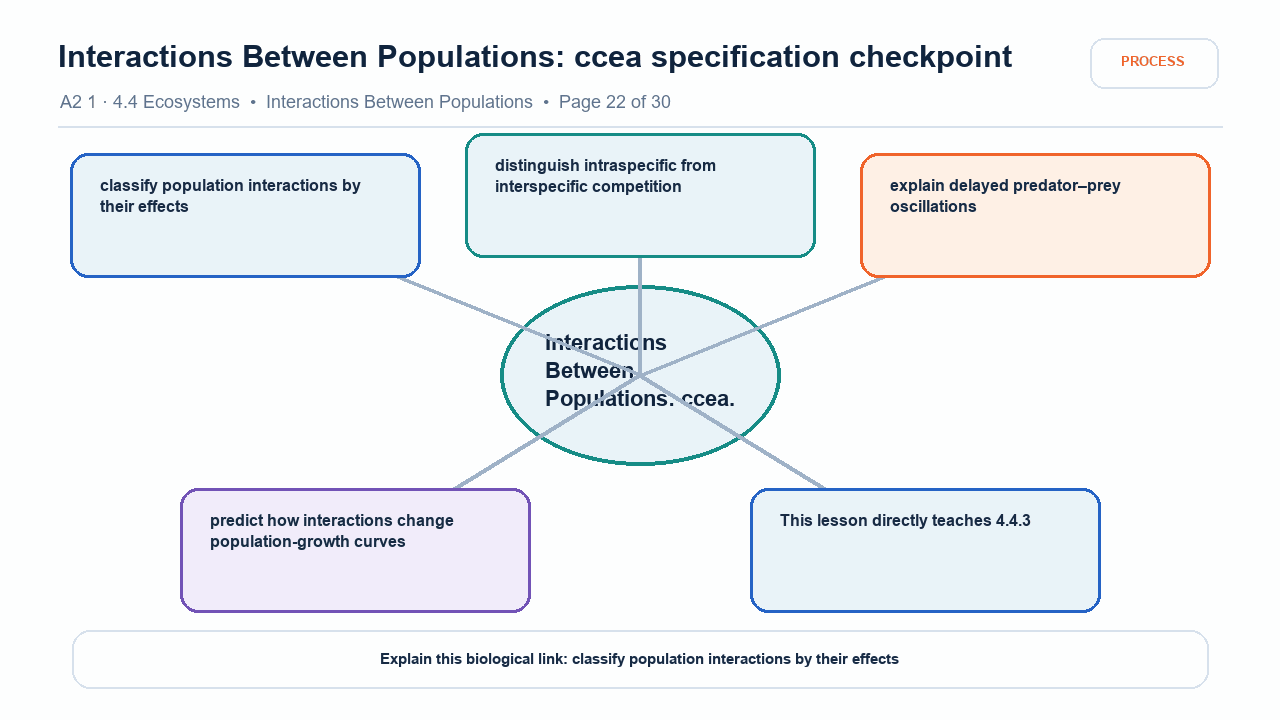 Interactions Between Populations: ccea specification checkpoint
PROCESS
A2 1 · 4.4 Ecosystems • Interactions Between Populations • Page 22 of 30
classify population interactions by
their effects
distinguish intraspecific from
interspecific competition
explain delayed predator–prey
oscillations
Interactions
Between
Populations: ccea.
predict how interactions change
population-growth curves
This lesson directly teaches 4.4.3
Explain this biological link: classify population interactions by their effects